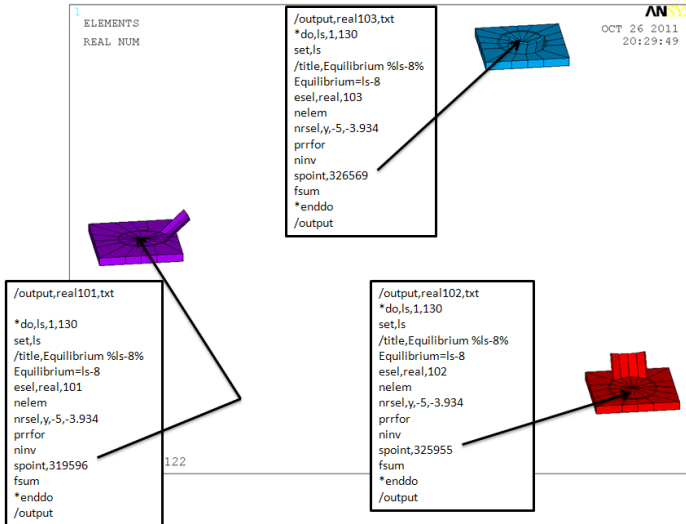 1
ELEMENTS
REAL NUM
ANSYS
OCT 26 2011
20:29:49
/output,real103,txt
*do,ls,1,130
set,ls
/title,Equilibrium %ls-8%
Equilibrium=ls-8
esel,real,103
nelem
nrsel,y,-5,-3.934
prrfor
ninv
spoint,326569
fsum
*enddo
/output
/output,real101,txt
*do,ls,1,130
set,ls
/title,Equilibrium %ls-8%
Equilibrium=ls-8
esel,real,101
nelem
nrsel,y,-5,-3.934
prrfor
ninv
spoint,319596
fsum
*enddo
/output
/output,real102,txt
*do,ls,1,130
set,ls
/title,Equilibrium %ls-8%
Equilibrium=ls-8
esel,real,102
nelem
nrsel,y,-5,-3.934
prrfor
ninv
spoint,325955
fsum
*enddo
/output
122